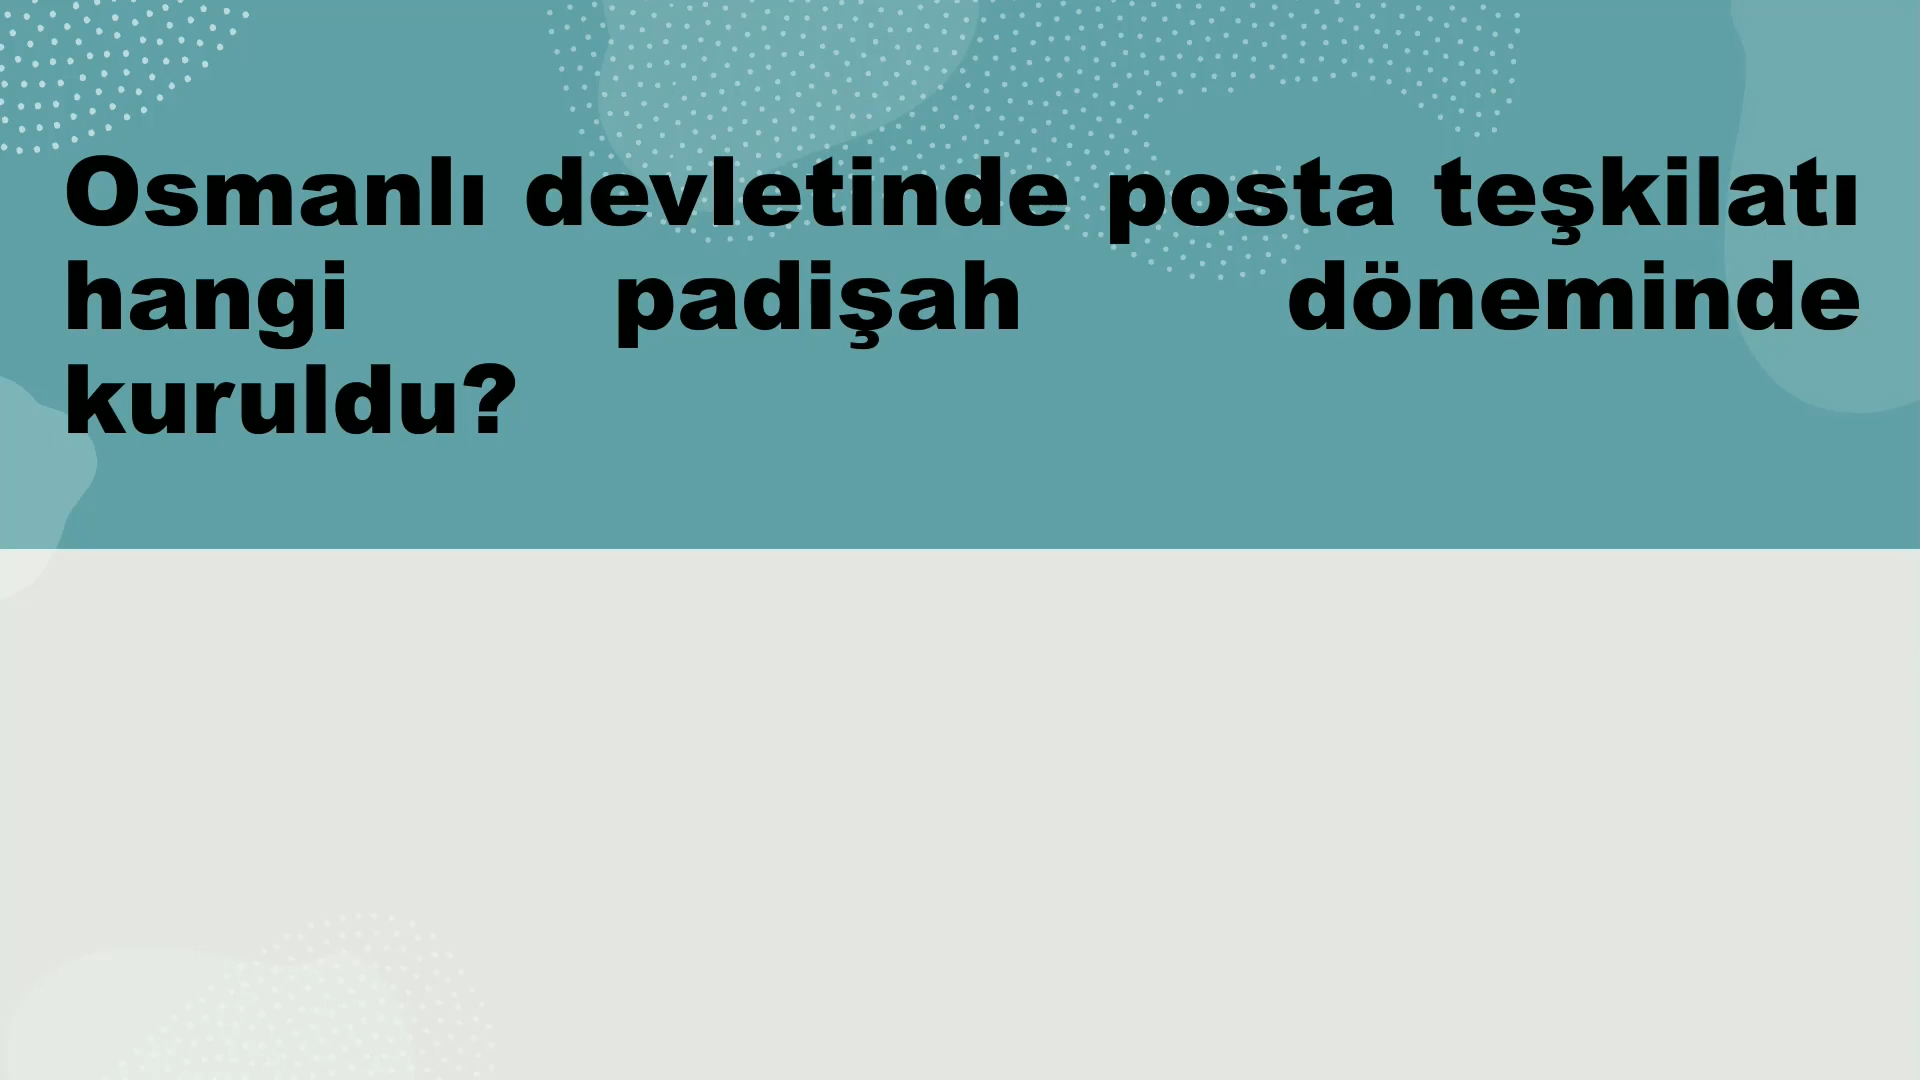 Osmanlı devletinde posta teşkilatı
hangi padişah döneminde
kuruldu?